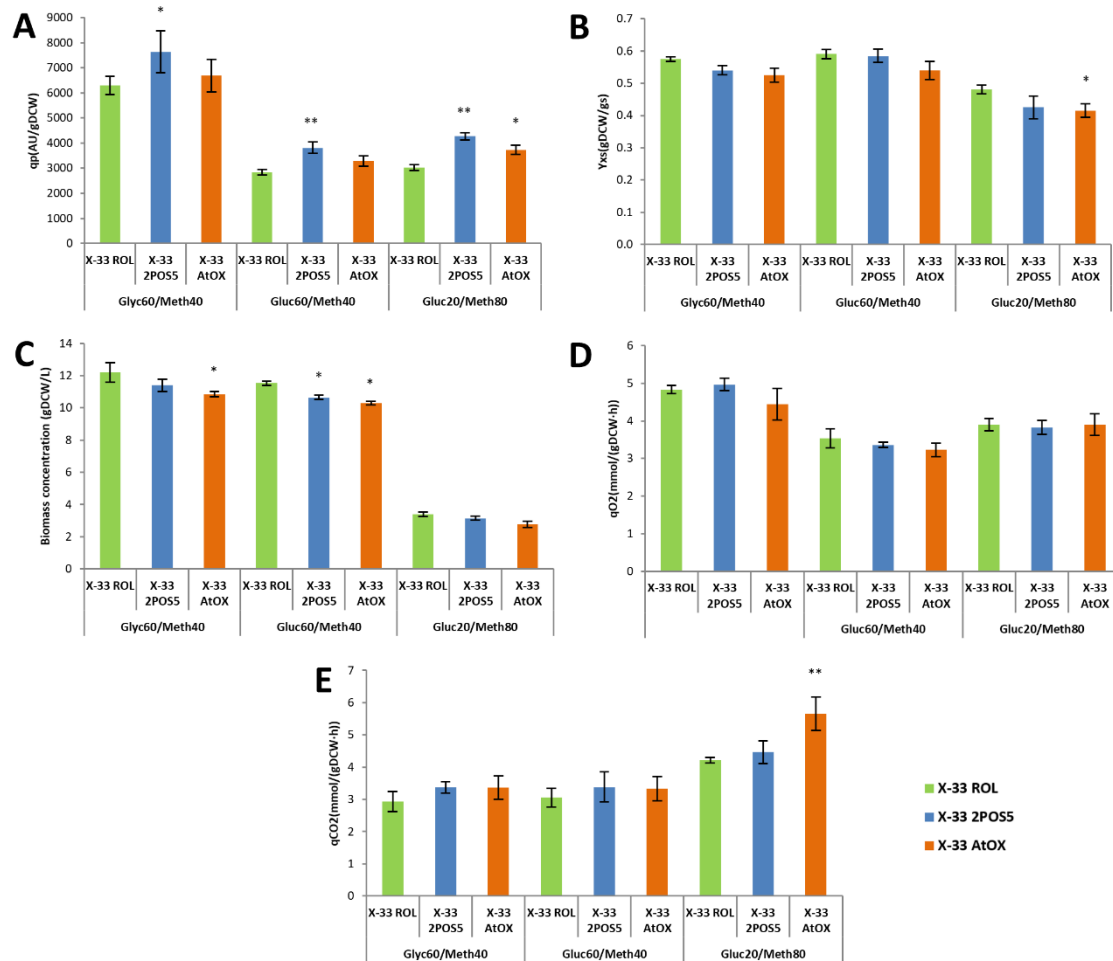 A
qp(AU/gDCW)
9000
8000
7000
6000
5000
4000
3000
2000
1000
0
*
**
**
*
X-33 ROL
X-33
2POS5
X-33
AtOX
X-33 ROL
X-33
2POS5
X-33
AtOX
X-33 ROL
X-33
2POS5
X-33
AtOX
Glyc60/Meth40
Gluc60/Meth40
Gluc20/Meth80
B
Yxs(gDCW/gs)
0.7
0.6
0.5
0.4
0.3
0.2
0.1
0.0
*
X-33 ROL
X-33
2POS5
X-33
AtOX
X-33 ROL
X-33
2POS5
X-33
AtOX
X-33 ROL
X-33
2POS5
X-33
AtOX
Glyc60/Meth40
Gluc60/Meth40
Gluc20/Meth80
C
Biomass concentration (gDCW/L)
14
12
10
8
6
4
2
0
*
*
*
X-33 ROL
X-33
2POS5
X-33
AtOX
X-33 ROL
X-33
2POS5
X-33
AtOX
X-33 ROL
X-33
2POS5
X-33
AtOX
Glyc60/Meth40
Gluc60/Meth40
Gluc20/Meth80
D
qO2(mmol/(gDCW·h))
6
5
4
3
2
1
0
X-33 ROL
X-33
2POS5
X-33
AtOX
X-33 ROL
X-33
2POS5
X-33
AtOX
X-33 ROL
X-33
2POS5
X-33
AtOX
Gluc60/Meth40
Gluc20/Meth80
E
qCO2(mmol/(gDCW·h))
7
6
5
4
3
2
1
0
**
X-33 ROL
X-33
2POS5
X-33
AtOX
X-33 ROL
X-33
2POS5
X-33
AtOX
X-33 ROL
X-33
2POS5
X-33
AtOX
Glyc60/Meth40
Gluc60/Meth40
Gluc20/Meth80
X-33 ROL
X-33 2POS5
X-33 AtOX